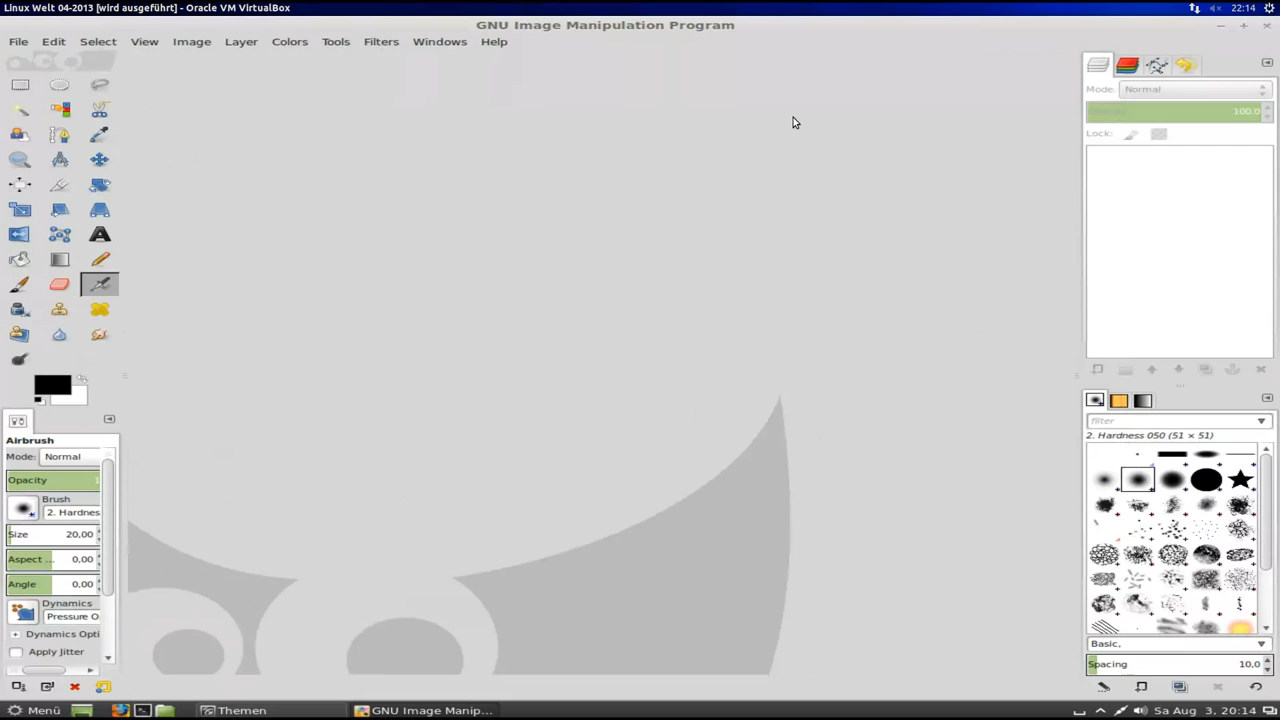 Linux Welt 04-2013 [wird ausgeführt] - Oracle VM VirtualBox
22:14
GNU Image Manipulation Program
File Edit Select View Image Layer Colors Tools Filters Windows Help
Mode: Normal
100,0
Lock:
filter
2. Hardness 050 (51 × 51)
Basic,
Spacing 10,0
Airbrush
Mode: Normal
Opacity 1
Brush
2. Hardnes
Size 20,00
Aspect ... 0,00
Angle 0,00
Dynamics
Pressure O
Dynamics Opti
Apply Jitter
Menü
Themen
GNU Image Manip...
Sa Aug 3, 20:14